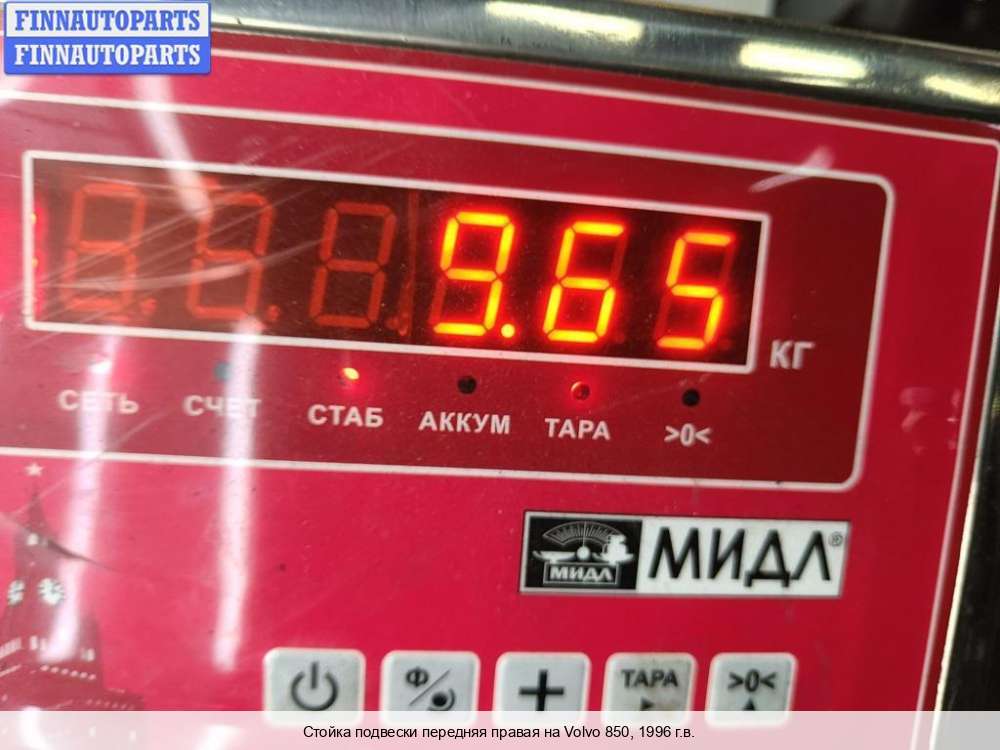 FINNAUTOPARTS
FINNAUTOPARTS
9.65
КГ
СЕТЬ СЧЕТ СТАБ АККУМ ТАРА >0<
МИДЛ МИДЛ®
Ф ТАРА >0<
Стойка подвески передняя правая на Volvo 850, 1996 г.в.